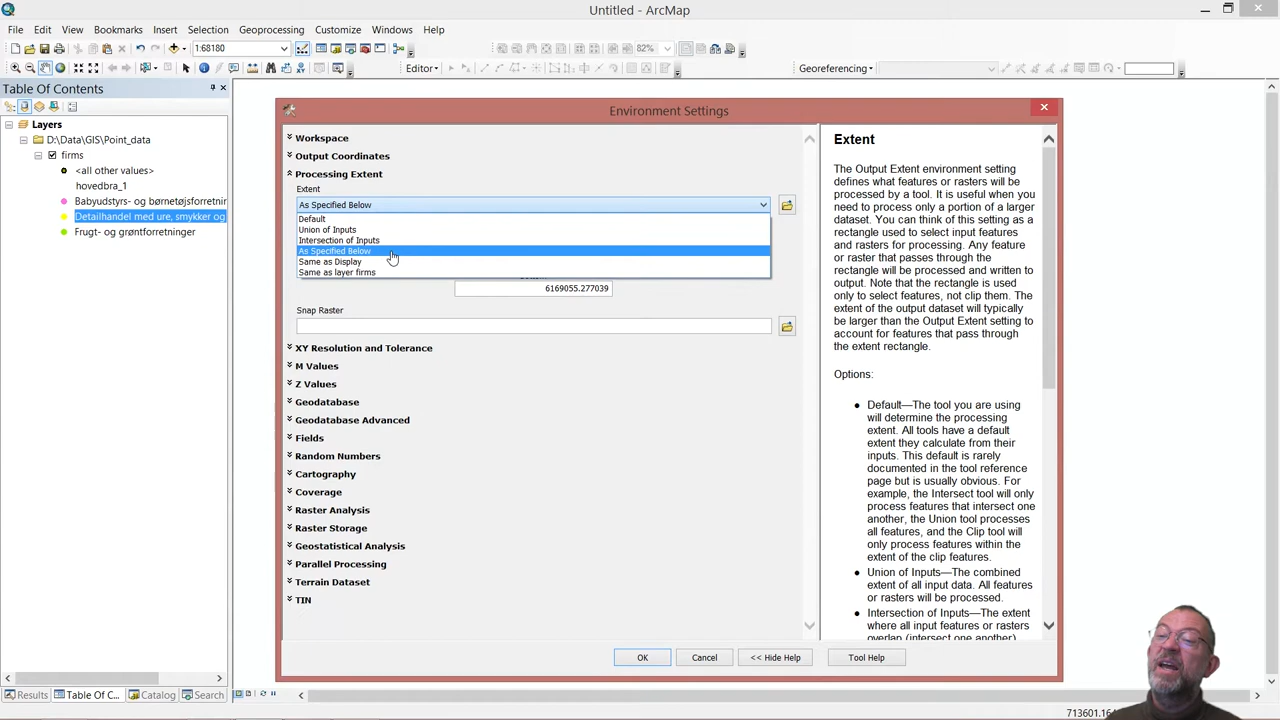 Untitled - ArcMap
File Edit View Bookmarks Insert Selection Geoprocessing Customize Windows Help
1:68180
82%
Editor
Georeferencing
Table Of Contents
Layers
D:\Data\GIS\Point_data
firms
<all other values>
hovedbra_1
Babyudstyrs- og børnetøjsforretnir
Detailhandel med ure, smykker og
Frugt- og grøntforretninger
Results Table Of C... Catalog Search
Environment Settings
Workspace
Output Coordinates
Processing Extent
Extent
As Specified Below
Default
Union of Inputs
Intersection of Inputs
As Specified Below
Same as Display
Same as layer firms
6169055.277039
Snap Raster
XY Resolution and Tolerance
M Values
Z Values
Geodatabase
Geodatabase Advanced
Fields
Random Numbers
Cartography
Coverage
Raster Analysis
Raster Storage
Geostatistical Analysis
Parallel Processing
Terrain Dataset
TIN
OK Cancel << Hide Help Tool Help
Extent
The Output Extent environment setting
defines what features or rasters will be
processed by a tool. It is useful when you
need to process only a portion of a larger
dataset. You can think of this setting as a
rectangle used to select input features
and rasters for processing. Any feature
or raster that passes through the
rectangle will be processed and written to
output. Note that the rectangle is used
only to select features, not clip them. The
extent of the output dataset will typically
be larger than the Output Extent setting to
account for features that pass through
the extent rectangle.
Options:
Default—The tool you are using
will determine the processing
extent. All tools have a default
extent they calculate from their
inputs. This default is rarely
documented in the tool reference
page but is usually obvious. For
example, the Intersect tool will only
process features that intersect one
another, the Union tool processes
all features, and the Clip tool will
only process features within the
extent of the clip features.
Union of Inputs—The combined
extent of all input data. All features
or rasters will be processed.
Intersection of Inputs—The extent
where all input features or rasters
overlap (intersect one another)